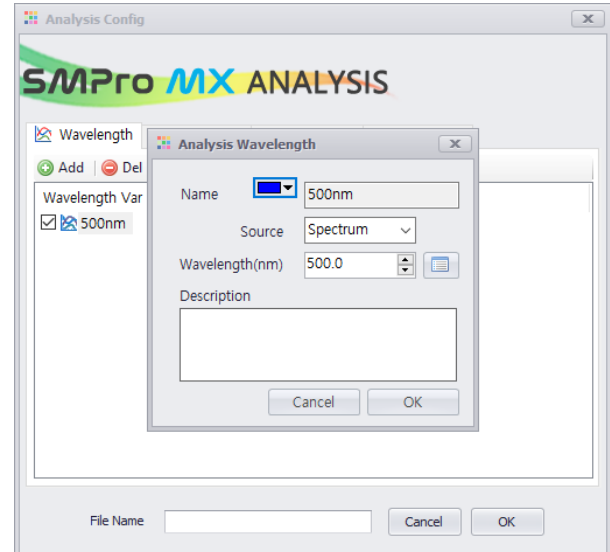 Analysis Config
SMPro MX ANALYSIS
Wavelength
Add
Del
Wavelength Var
500nm
Analysis Wavelength
Name
500nm
Source
Spectrum
Wavelength(nm)
500.0
Description
Cancel
OK
File Name
Cancel
OK